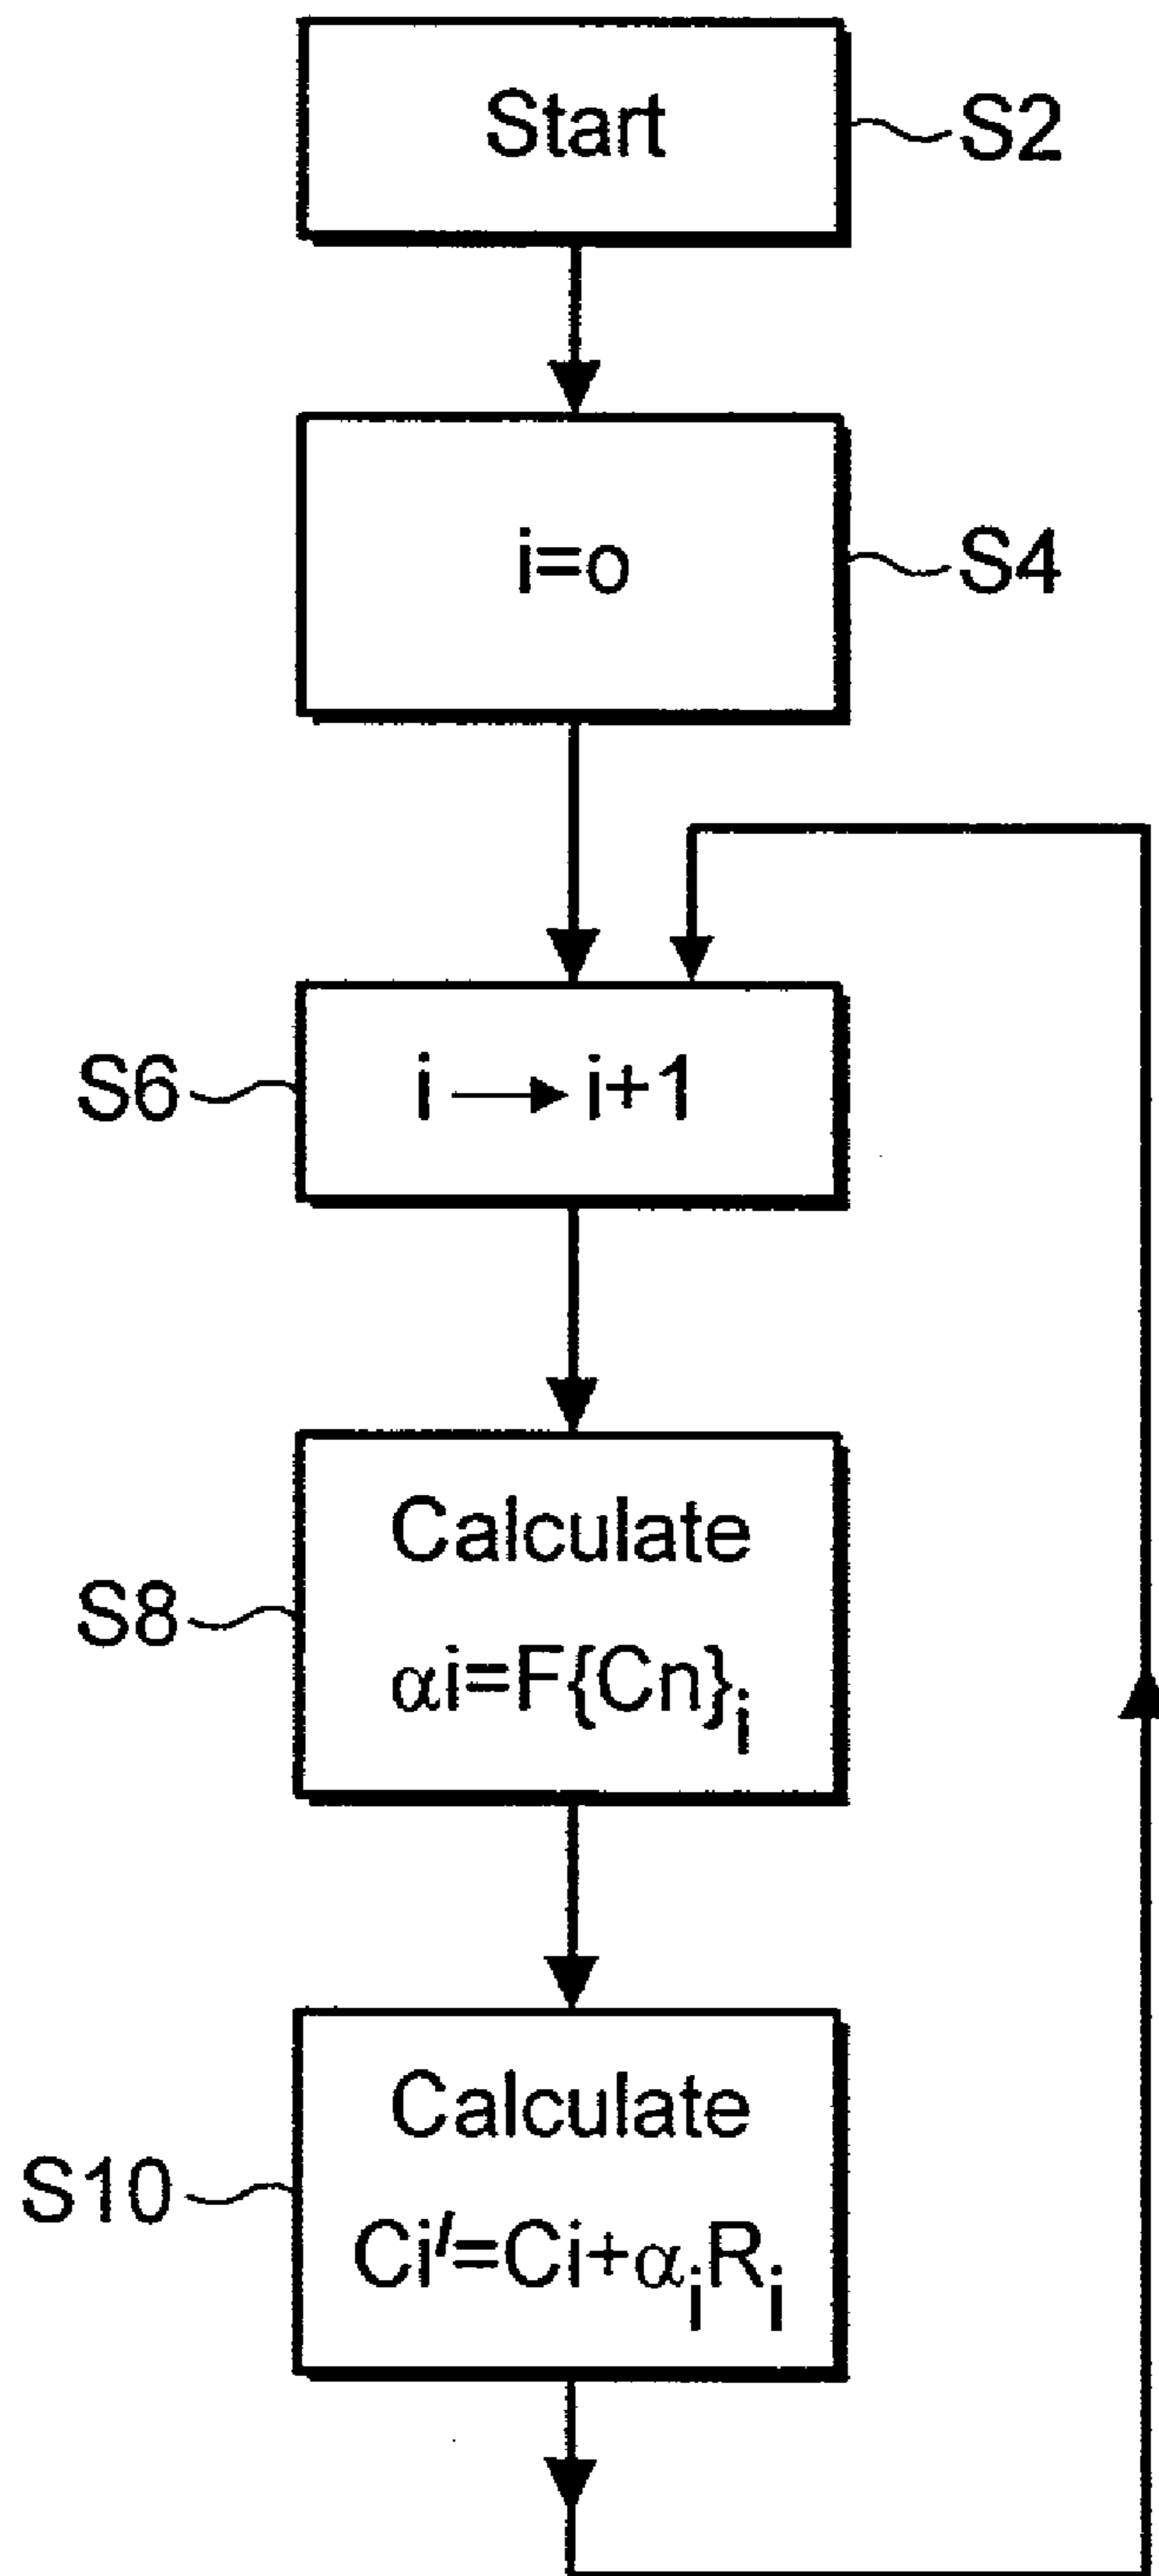 Start
S2
i=o
S4
S6
i → i+1
Calculate
S8
αi=F{Cn}ᵢ
Calculate
S10
Ci′=Ci+αᵢRᵢ